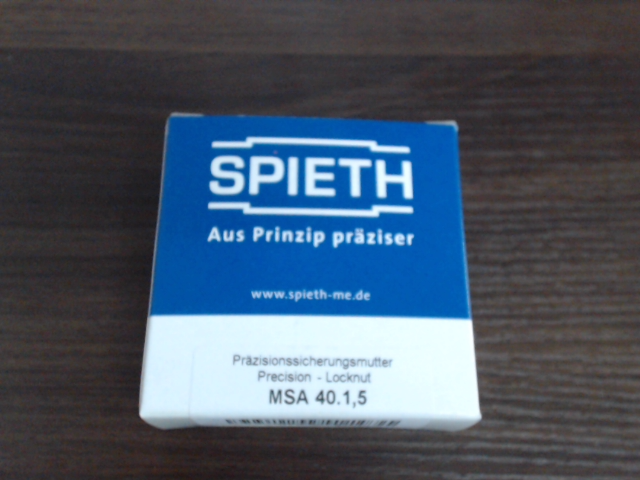 SPIETH
Aus Prinzip präziser
www.spieth-me.de
Präzisionssicherungsmutter
Precision - Locknut
MSA 40.1,5